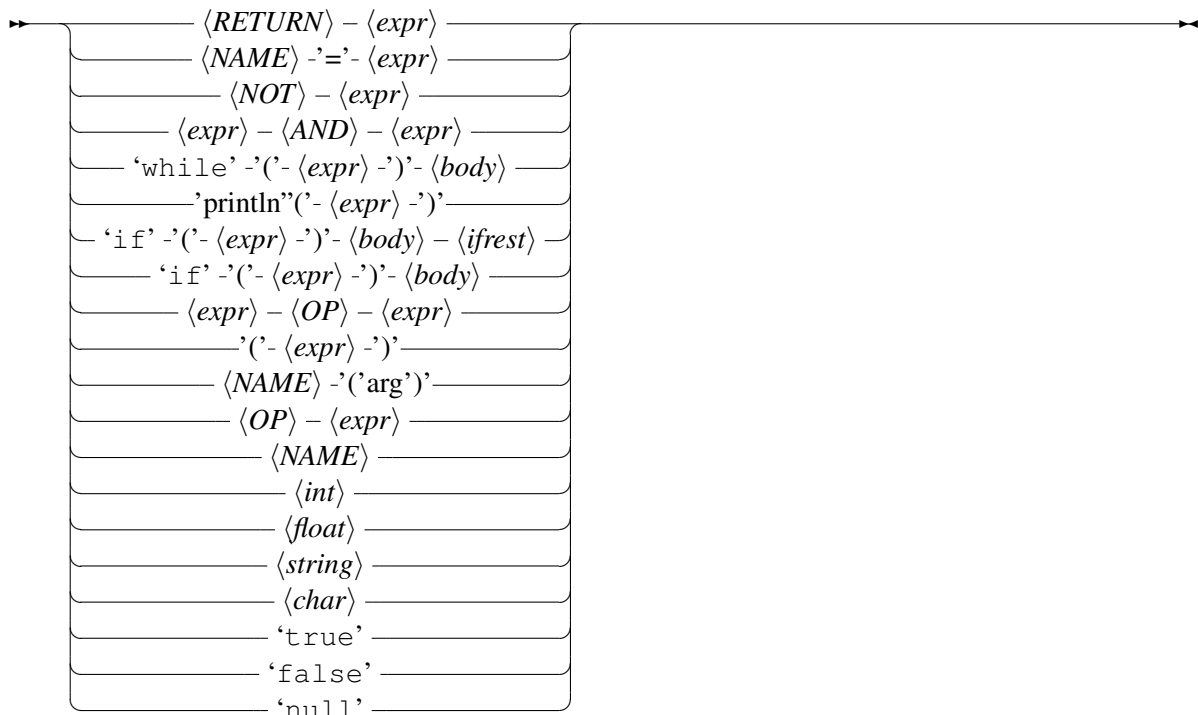 ⟨RETURN⟩ – ⟨expr⟩
⟨NAME⟩ -’=’- ⟨expr⟩
⟨NOT⟩ – ⟨expr⟩
⟨expr⟩ – ⟨AND⟩ – ⟨expr⟩
‘while’ -’(’- ⟨expr⟩ -’)’- ⟨body⟩
’println”(’- ⟨expr⟩ -’)’
‘if’ -’(’- ⟨expr⟩ -’)’- ⟨body⟩ – ⟨ifrest⟩
‘if’ -’(’- ⟨expr⟩ -’)’- ⟨body⟩
⟨expr⟩ – ⟨OP⟩ – ⟨expr⟩
’(’- ⟨expr⟩ -’)’
⟨NAME⟩ -’(’arg’)’
⟨OP⟩ – ⟨expr⟩
⟨NAME⟩
⟨int⟩
⟨float⟩
⟨string⟩
⟨char⟩
‘true’
‘false’
‘null’